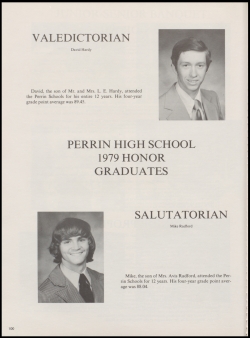 VALEDICTORIAN
David Hardy
David, the son of Mr. and Mrs. L. E. Hardy, attended
the Perrin Schools for his entire 12 years. His four-year
grade point average was 89.45.
PERRIN HIGH SCHOOL
1979 HONOR
GRADUATES
SALUTATORIAN
Mike Radford
Mike, the son of Mrs. Ava Radford, attended the Per-
rin Schools for 12 years. His four-year grade point aver-
age was 88.04.